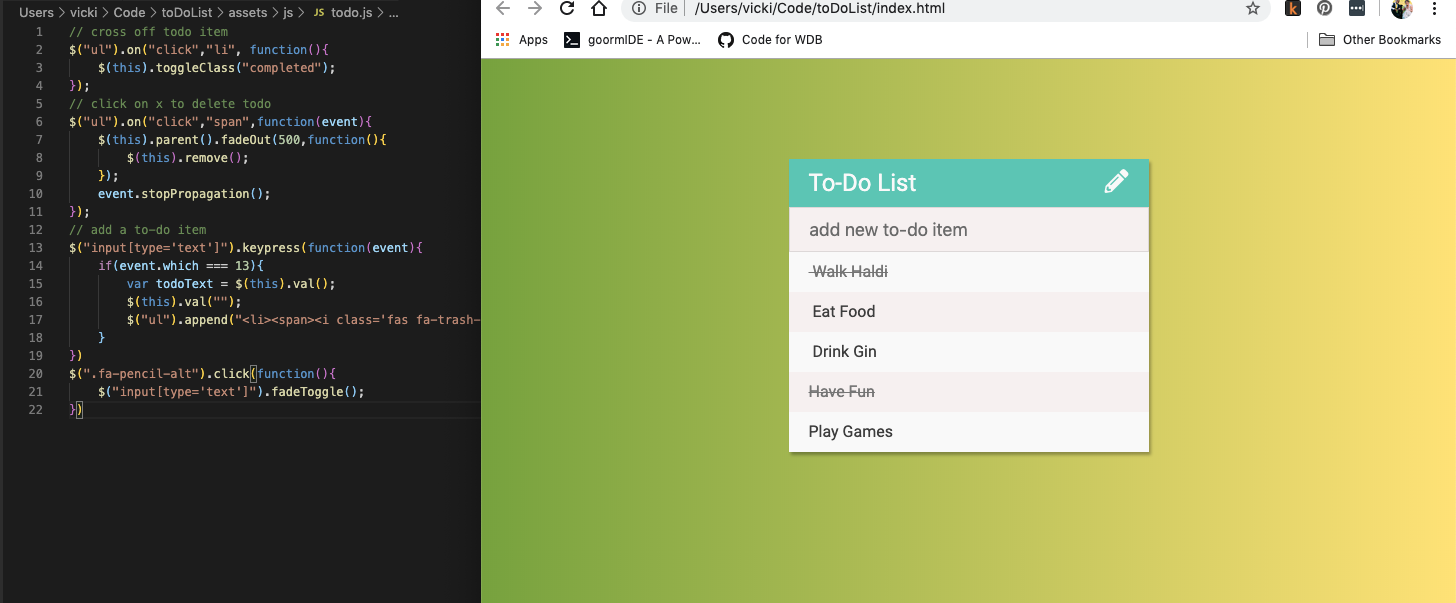 Users > vicki > Code > toDoList > assets > js > JS todo.js > ...
1 // cross off todo item
2 $("ul").on("click","li", function(){
3 $(this).toggleClass("completed");
4 });
5 // click on x to delete todo
6 $("ul").on("click","span",function(event){
7 $(this).parent().fadeOut(500,function(){
8 $(this).remove();
9 });
10 event.stopPropagation();
11 });
12 // add a to-do item
13 $("input[type='text']").keypress(function(event){
14 if(event.which === 13){
15 var todoText = $(this).val();
16 $(this).val("");
17 $("ul").append("<li><span><i class='fas fa-trash-
18 }
19 })
20 $(".fa-pencil-alt").click(function(){
21 $("input[type='text']").fadeToggle();
22 })
File /Users/vicki/Code/toDoList/index.html
k
Apps goormIDE - A Pow... Code for WDB Other Bookmarks
To-Do List
add new to-do item
Walk Haldi
Eat Food
Drink Gin
Have Fun
Play Games